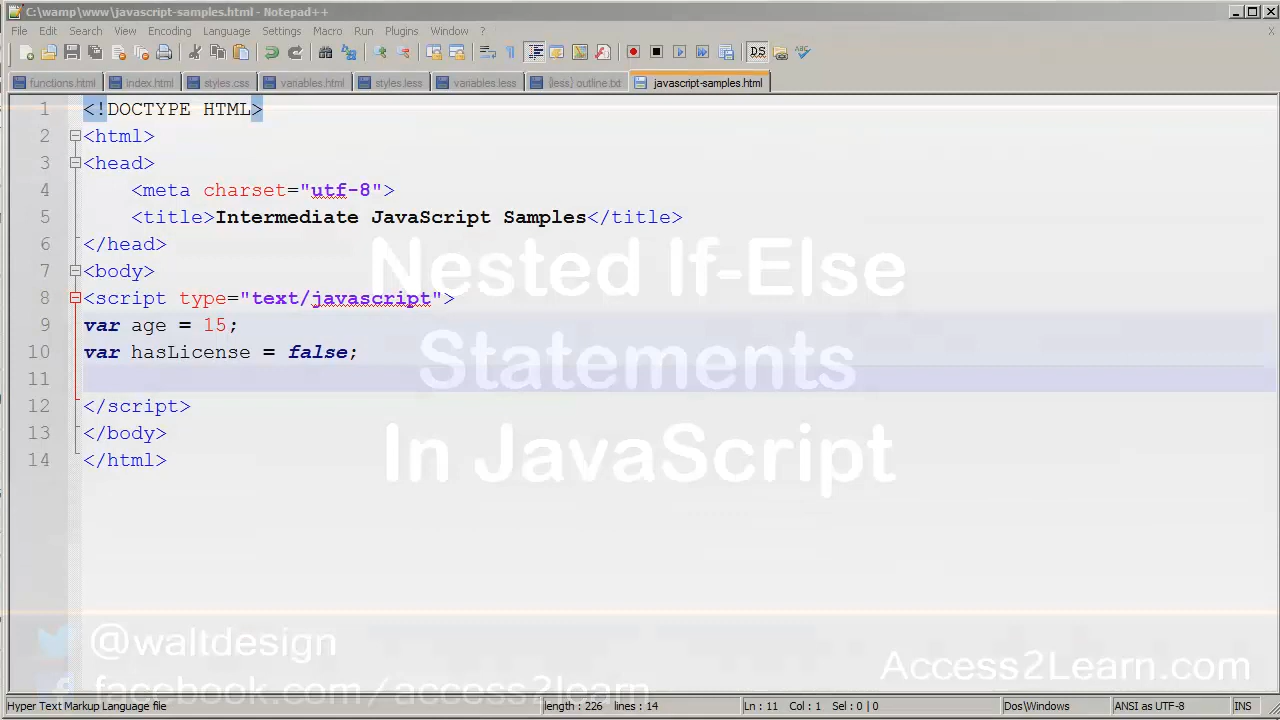 C:\wamp\www\javascript-samples.html - Notepad++
File Edit Search View Encoding Language Settings Macro Run Plugins Window ?
functions.html index.html styles.css variables.html styles.less variables.less [less] outline.txt javascript-samples.html
1 <!DOCTYPE HTML>
2 <html>
3 <head>
4 <meta charset="utf-8">
5 <title>Intermediate JavaScript Samples</title>
6 </head>
7 <body>
8 <script type="text/javascript">
9 var age = 15;
10 var hasLicense = false;
11
12 </script>
13 </body>
14 </html>
Nested If-Else
Statements
In JavaScript
@waltdesign
Access2Learn.com
facebook.com/access2learn
Hyper Text Markup Language file length : 226 lines : 14 Ln : 11 Col : 1 Sel : 0 | 0 Dos\Windows ANSI as UTF-8 INS